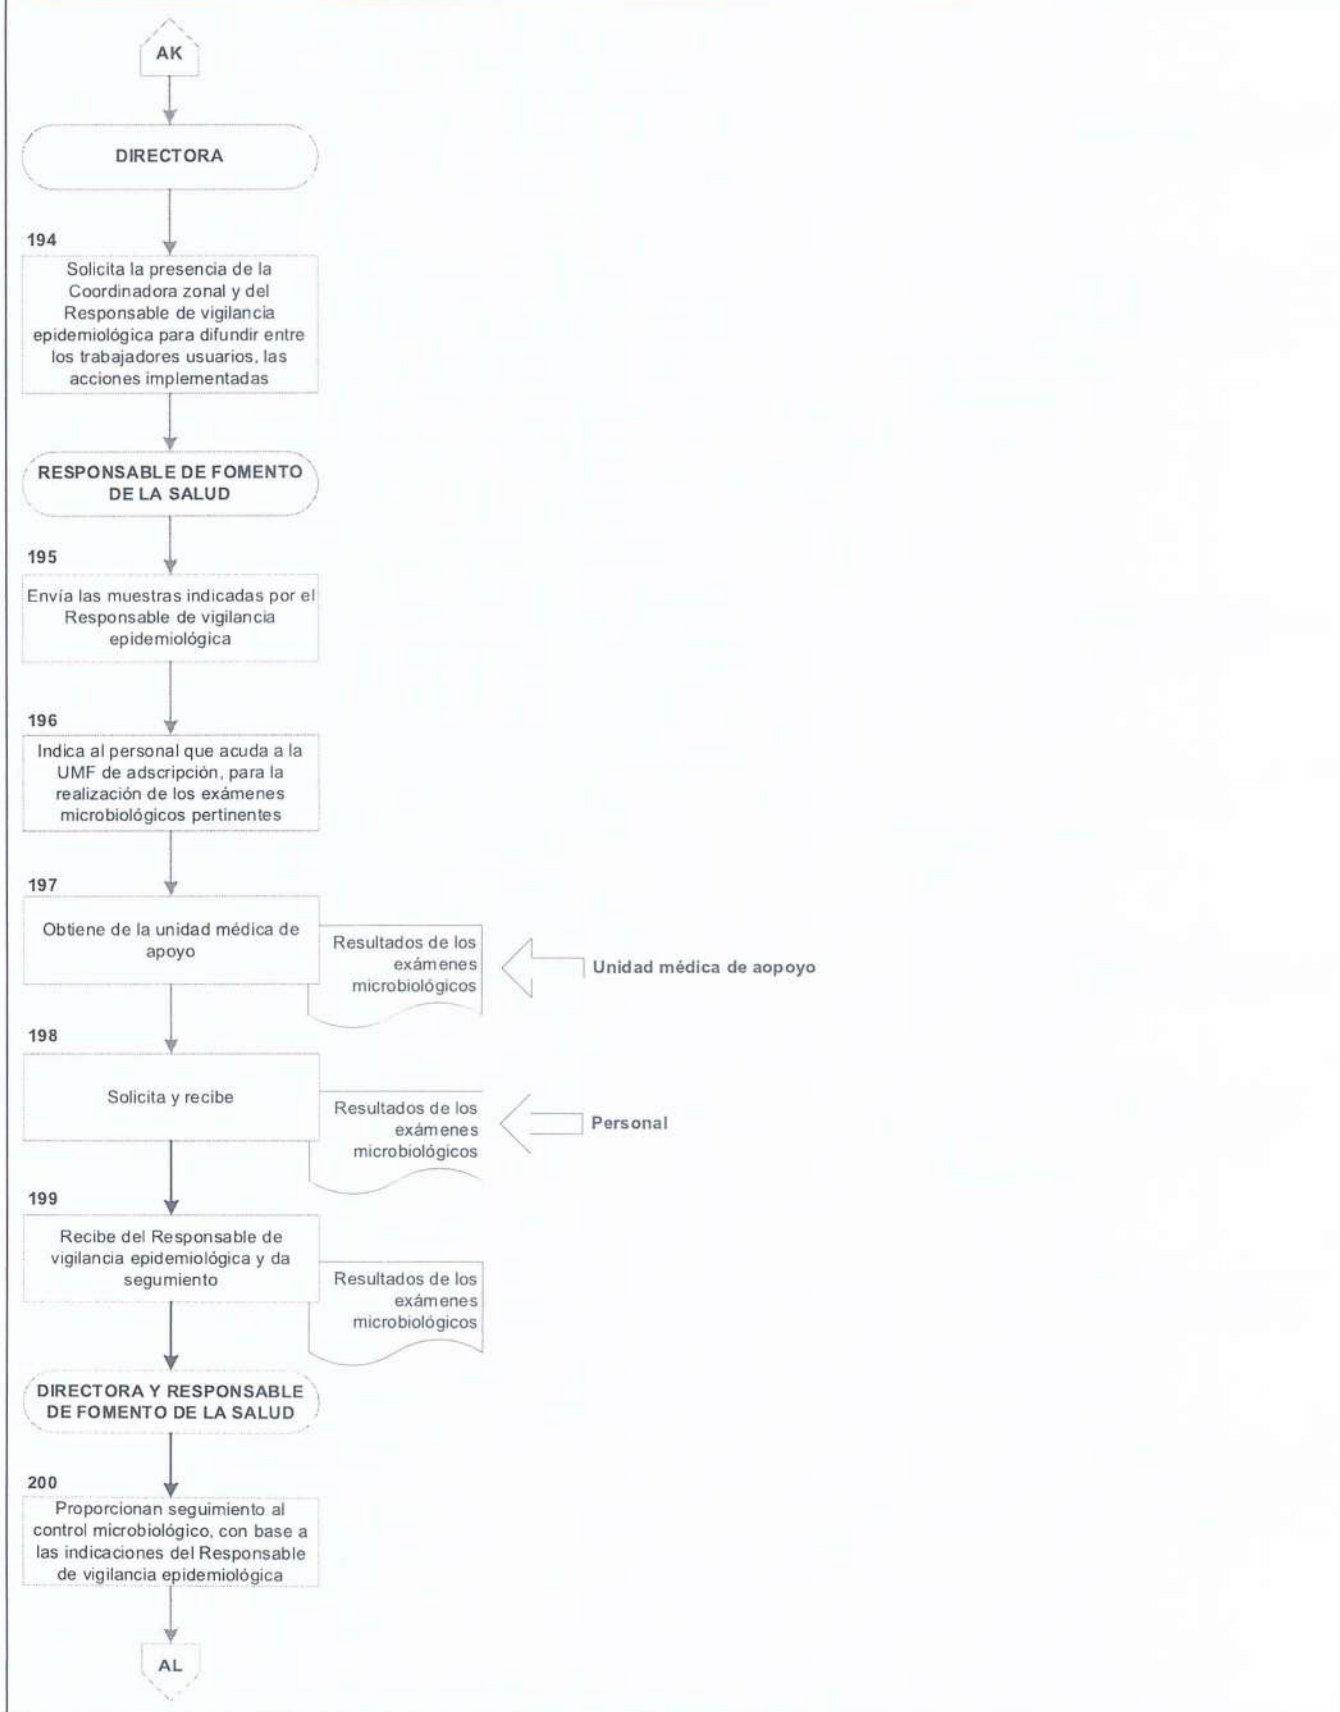 AK
DIRECTORA
194
Solicita la presencia de la
Coordinadora zonal y del
Responsable de vigilancia
epidemiológica para difundir entre
los trabajadores usuarios, las
acciones implementadas
RESPONSABLE DE FOMENTO
DE LA SALUD
195
Envía las muestras indicadas por el
Responsable de vigilancia
epidemiológica
196
Indica al personal que acuda a la
UMF de adscripción, para la
realización de los exámenes
microbiológicos pertinentes
197
Obtiene de la unidad médica de
apoyo
Resultados de los
exámenes
microbiológicos
Unidad médica de aopoyo
198
Solicita y recibe
Resultados de los
exámenes
microbiológicos
Personal
199
Recibe del Responsable de
vigilancia epidemiológica y da
segumiento
Resultados de los
exámenes
microbiológicos
DIRECTORA Y RESPONSABLE
DE FOMENTO DE LA SALUD
200
Proporcionan seguimiento al
control microbiológico, con base a
las indicaciones del Responsable
de vigilancia epidemiológica
AL